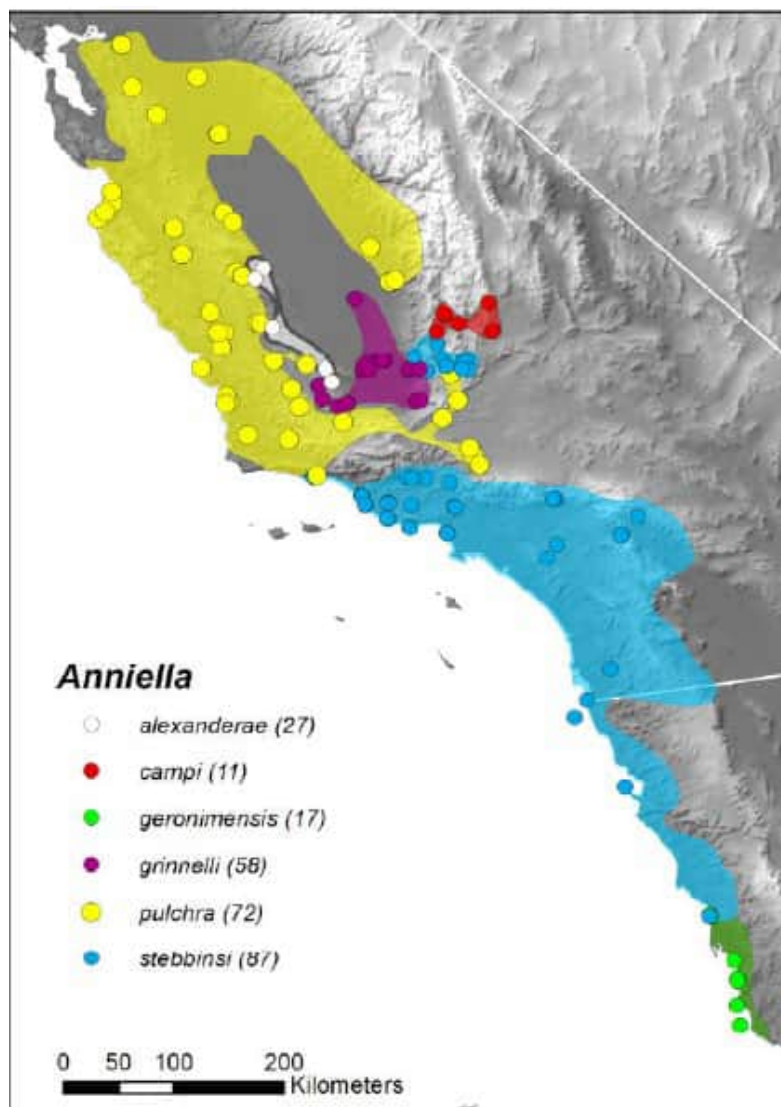 Anniella
alexanderae (27)
campi (11)
geronimensis (17)
grinnelli (58)
pulchra (72)
stebbinsi (87)
0 50 100 200
Kilometers